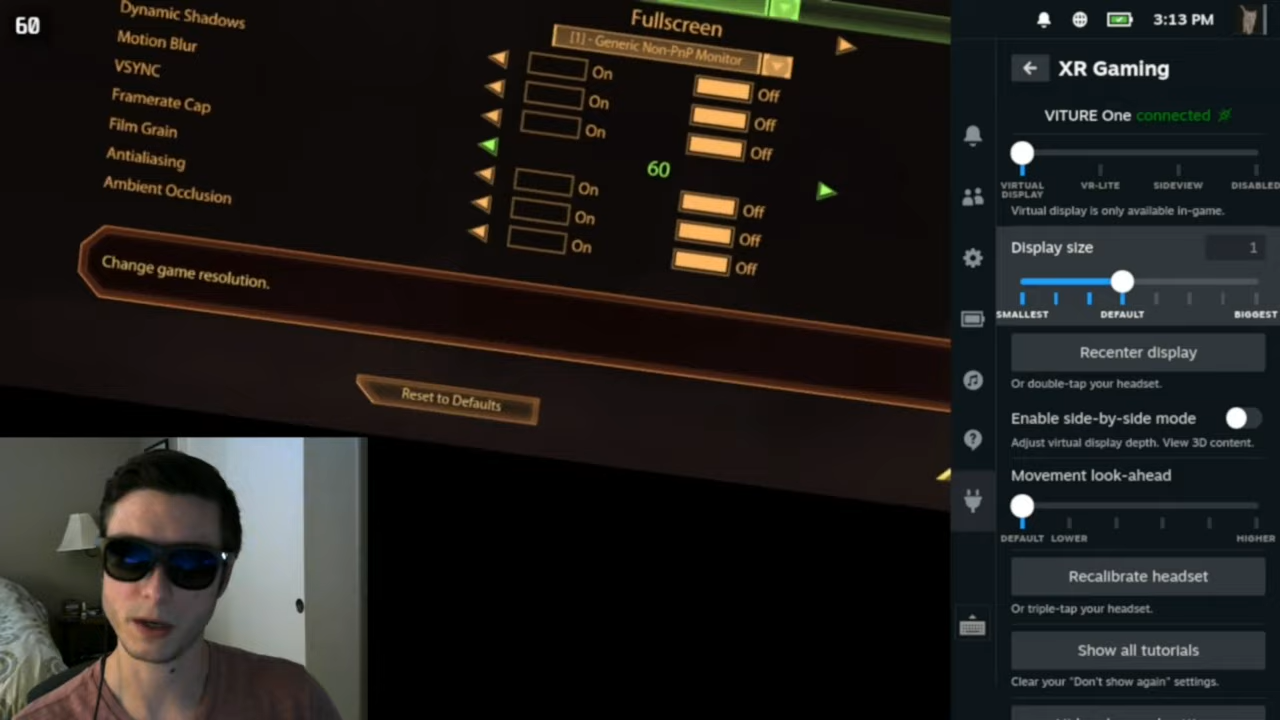 60
Dynamic Shadows
Motion Blur
VSYNC
Framerate Cap
Film Grain
Antialiasing
Ambient Occlusion
Fullscreen
[1] - Generic Non-PnP Monitor
On Off
On Off
On Off
60
On Off
On Off
On Off
Change game resolution.
Reset to Defaults
3:13 PM
XR Gaming
VITURE One connected
VIRTUAL DISPLAY VR-LITE SIDEVIEW DISABLED
Virtual display is only available in-game.
Display size 1
SMALLEST DEFAULT BIGGEST
Recenter display
Or double-tap your headset.
Enable side-by-side mode
Adjust virtual display depth. View 3D content.
Movement look-ahead
DEFAULT LOWER HIGHER
Recalibrate headset
Or triple-tap your headset.
Show all tutorials
Clear your "Don't show again" settings.